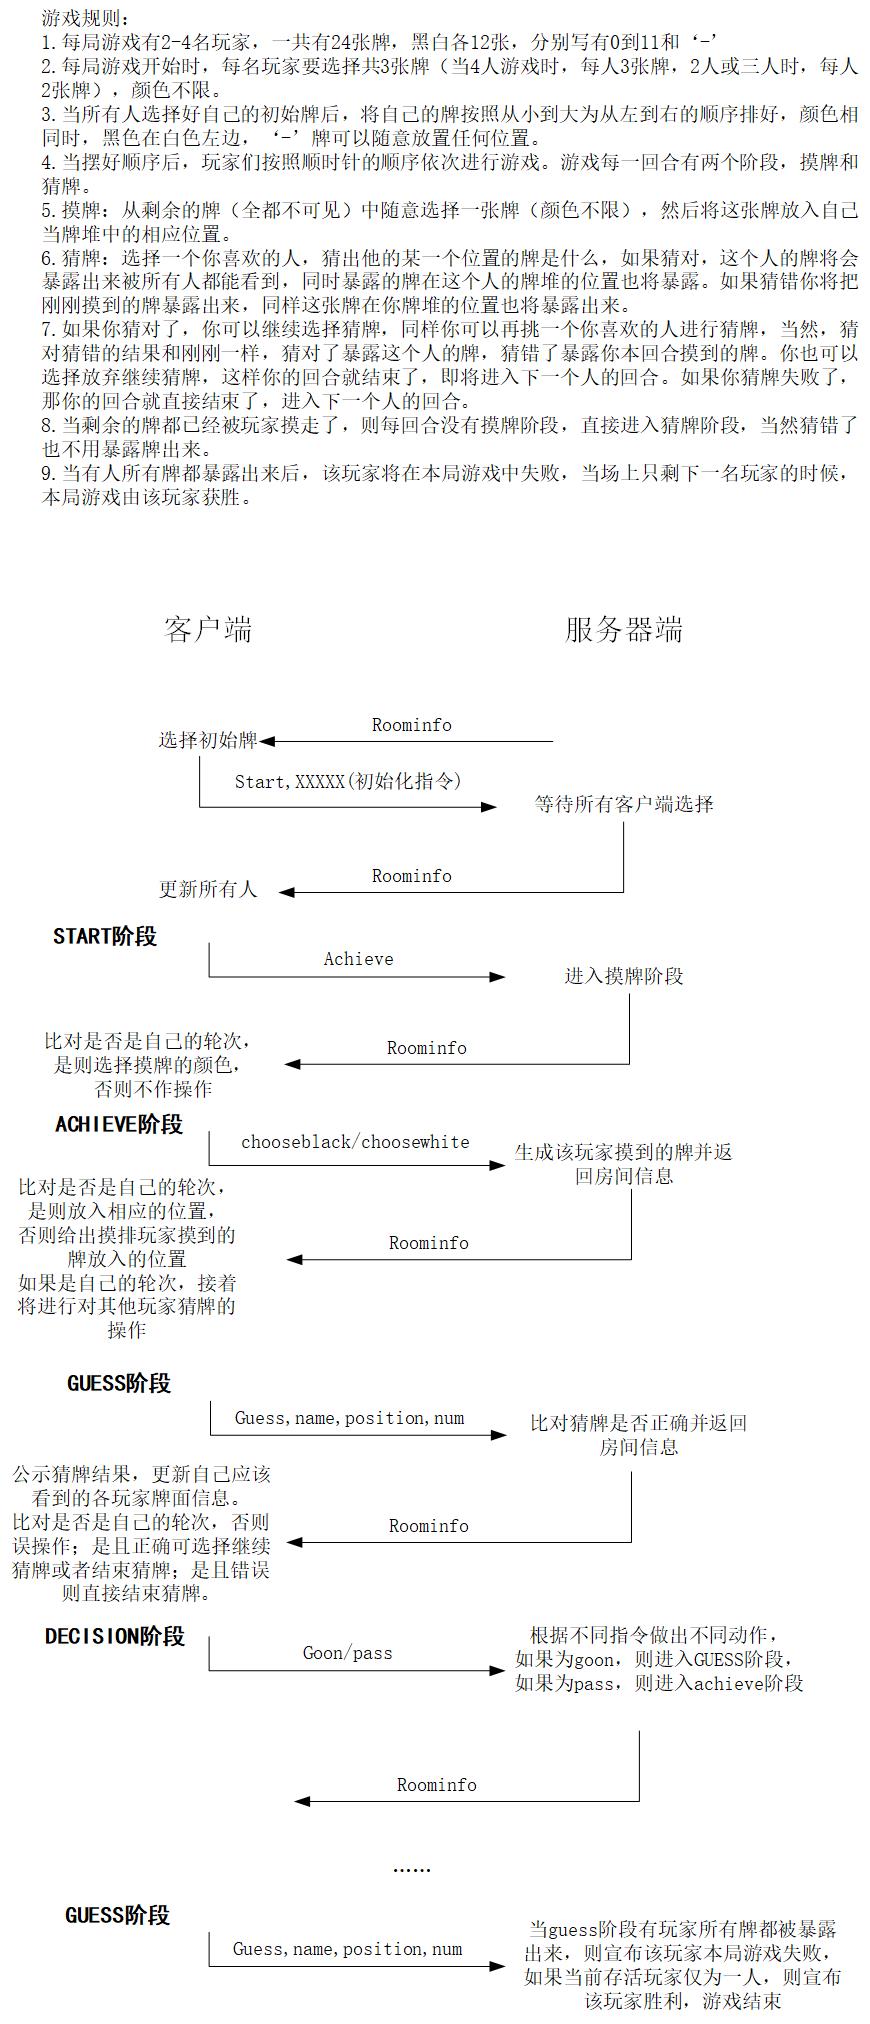 游戏规则：
1.每局游戏有2-4名玩家，一共有24张牌，黑白各12张，分别写有0到11和‘-’
2.每局游戏开始时，每名玩家要选择共3张牌（当4人游戏时，每人3张牌，2人或三人时，每人
2张牌），颜色不限。
3.当所有人选择好自己的初始牌后，将自己的牌按照从小到大为从左到右的顺序排好，颜色相
同时，黑色在白色左边，‘-’牌可以随意放置任何位置。
4.当摆好顺序后，玩家们按照顺时针的顺序依次进行游戏。游戏每一回合有两个阶段，摸牌和
猜牌。
5.摸牌：从剩余的牌（全都不可见）中随意选择一张牌（颜色不限），然后将这张牌放入自己
当牌堆中的相应位置。
6.猜牌：选择一个你喜欢的人，猜出他的某一个位置的牌是什么，如果猜对，这个人的牌将会
暴露出来被所有人都能看到，同时暴露的牌在这个人的牌堆的位置也将暴露。如果猜错你将把
刚刚摸到的牌暴露出来，同样这张牌在你牌堆的位置也将暴露出来。
7.如果你猜对了，你可以继续选择猜牌，同样你可以再挑一个你喜欢的人进行猜牌，当然，猜
对猜错的结果和刚刚一样，猜对了暴露这个人的牌，猜错了暴露你本回合摸到的牌。你也可以
选择放弃继续猜牌，这样你的回合就结束了，即将进入下一个人的回合。如果你猜牌失败了，
那你的回合就直接结束了，进入下一个人的回合。
8.当剩余的牌都已经被玩家摸走了，则每回合没有摸牌阶段，直接进入猜牌阶段，当然猜错了
也不用暴露牌出来。
9.当有人所有牌都暴露出来后，该玩家将在本局游戏中失败，当场上只剩下一名玩家的时候，
本局游戏由该玩家获胜。
客户端
服务器端
Roominfo
选择初始牌
Start,XXXXX(初始化指令)
等待所有客户端选择
Roominfo
更新所有人
START阶段
Achieve
进入摸牌阶段
比对是否是自己的轮次，
是则选择摸牌的颜色，
否则不作操作
Roominfo
ACHIEVE阶段
chooseblack/choosewhite
生成该玩家摸到的牌并返
回房间信息
比对是否是自己的轮次，
是则放入相应的位置，
否则给出摸排玩家摸到的
牌放入的位置
如果是自己的轮次，接着
将进行对其他玩家猜牌的
操作
Roominfo
GUESS阶段
Guess,name,position,num
比对猜牌是否正确并返回
房间信息
公示猜牌结果，更新自己应该
看到的各玩家牌面信息。
比对是否是自己的轮次，否则
误操作；是且正确可选择继续
猜牌或者结束猜牌；是且错误
则直接结束猜牌。
Roominfo
DECISION阶段
Goon/pass
根据不同指令做出不同动作，
如果为goon，则进入GUESS阶段，
如果为pass，则进入achieve阶段
Roominfo
……
GUESS阶段
Guess,name,position,num
当guess阶段有玩家所有牌都被暴露
出来，则宣布该玩家本局游戏失败，
如果当前存活玩家仅为一人，则宣布
该玩家胜利，游戏结束